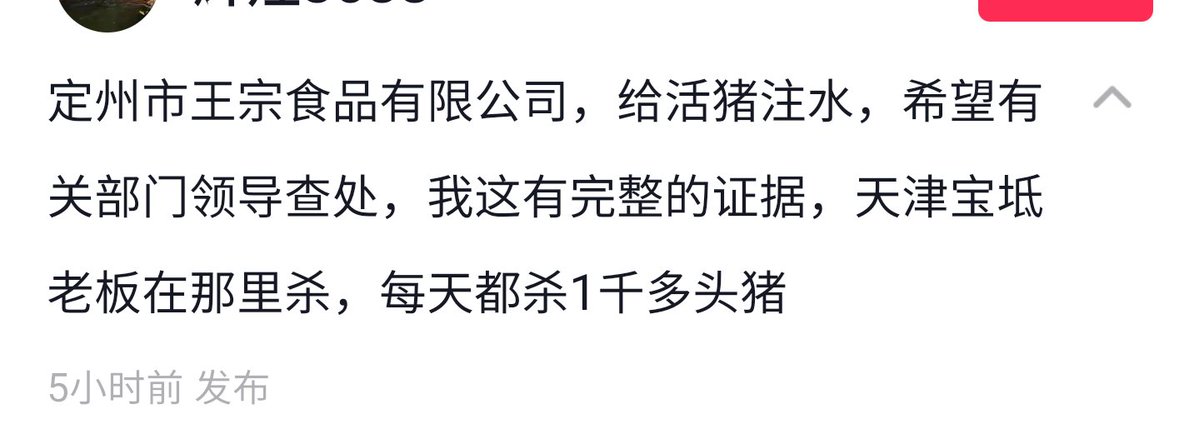 定州市王宗食品有限公司，给活猪注水，希望有
关部门领导查处，我这有完整的证据，天津宝坻
老板在那里杀，每天都杀1千多头猪
5小时前 发布